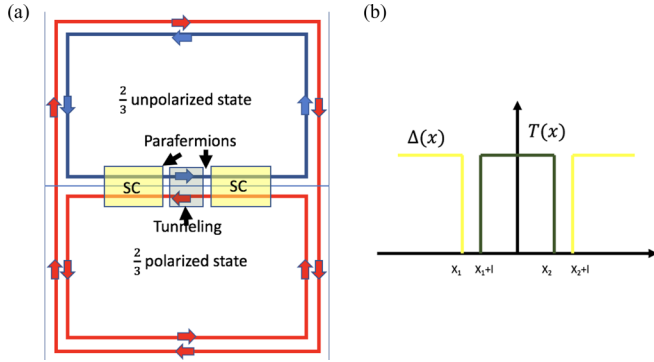 (a)
(b)
2/3 unpolarized state
Parafermions
SC
SC
Tunneling
2/3 polarized state
Δ(x)
T(x)
X₁
X₁+l
X₂
X₂+l